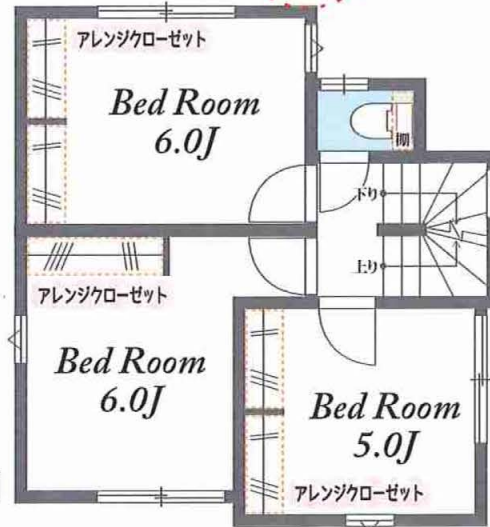 アレンジクローゼット
Bed Room
6.0J
棚
下り
上り
アレンジクローゼット
Bed Room
6.0J
Bed Room
5.0J
アレンジクローゼット